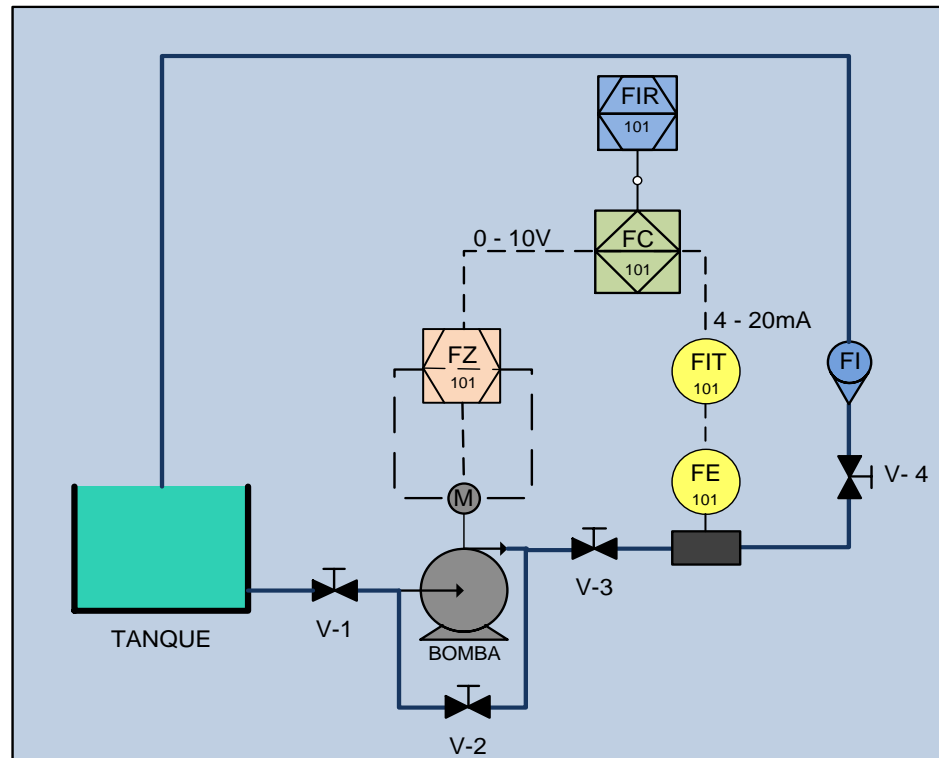 FIR
101
0 - 10V
FC
101
4 - 20mA
FZ
101
FIT
101
FI
FE
101
V- 4
M
V-3
TANQUE
V-1
BOMBA
V-2